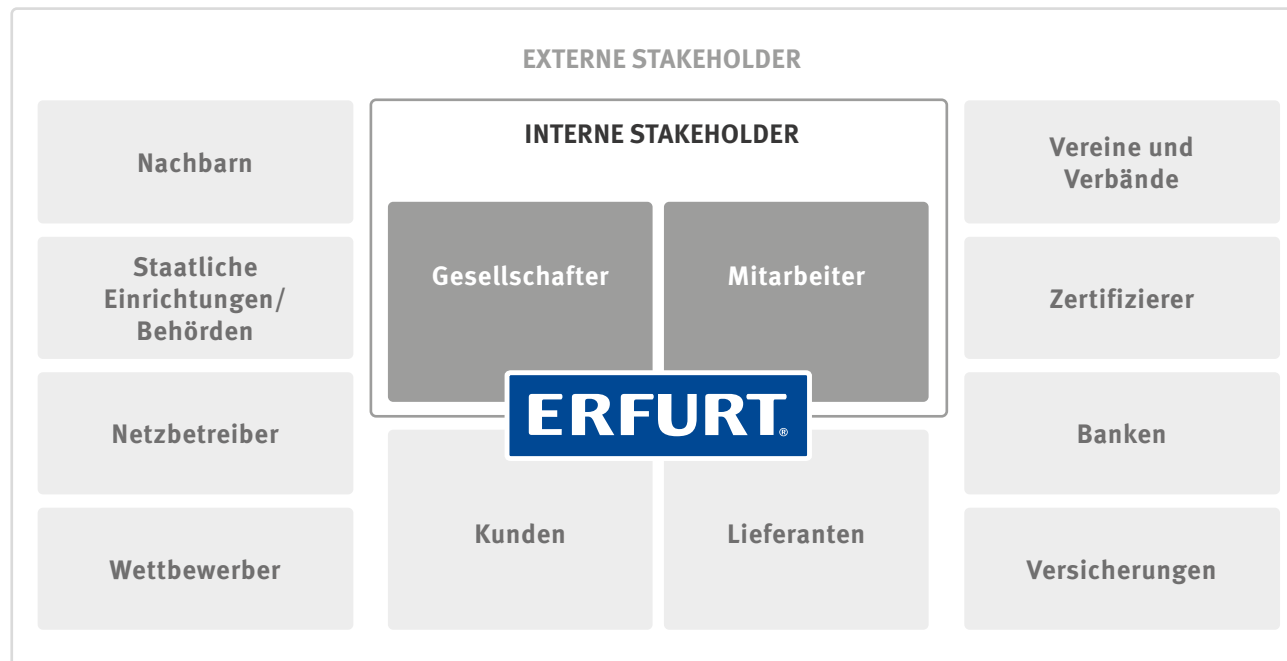 EXTERNE STAKEHOLDER
INTERNE STAKEHOLDER
Nachbarn
Staatliche
Einrichtungen/
Behörden
Netzbetreiber
Wettbewerber
Gesellschafter
Mitarbeiter
ERFURT®
Kunden
Lieferanten
Vereine und
Verbände
Zertifizierer
Banken
Versicherungen